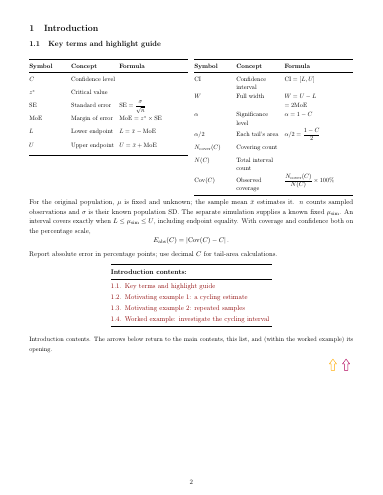 1 Introduction
1.1 Key terms and highlight guide
Symbol Concept Formula
C Confidence level
z* Critical value
SE Standard error SE = σ/√n
MoE Margin of error MoE = z* × SE
L Lower endpoint L = x̄ − MoE
U Upper endpoint U = x̄ + MoE
Symbol Concept Formula
CI Confidence interval CI = [L, U]
W Full width W = U − L
= 2MoE
α Significance level α = 1 − C
α/2 Each tail's area α/2 = (1 − C)/2
N_cover(C) Covering count
N(C) Total interval count
Cov(C) Observed coverage N_cover(C)/N(C) × 100%
For the original population, μ is fixed and unknown; the sample mean x̄ estimates it. n counts sampled
observations and σ is their known population SD. The separate simulation supplies a known fixed μ_sim. An
interval covers exactly when L ≤ μ_sim ≤ U, including endpoint equality. With coverage and confidence both on
the percentage scale,
E_abs(C) = |Cov(C) − C|.
Report absolute error in percentage points; use decimal C for tail-area calculations.
Introduction contents:
1.1. Key terms and highlight guide
1.2. Motivating example 1: a cycling estimate
1.3. Motivating example 2: repeated samples
1.4. Worked example: investigate the cycling interval
Introduction contents. The arrows below return to the main contents, this list, and (within the worked example) its
opening.
2